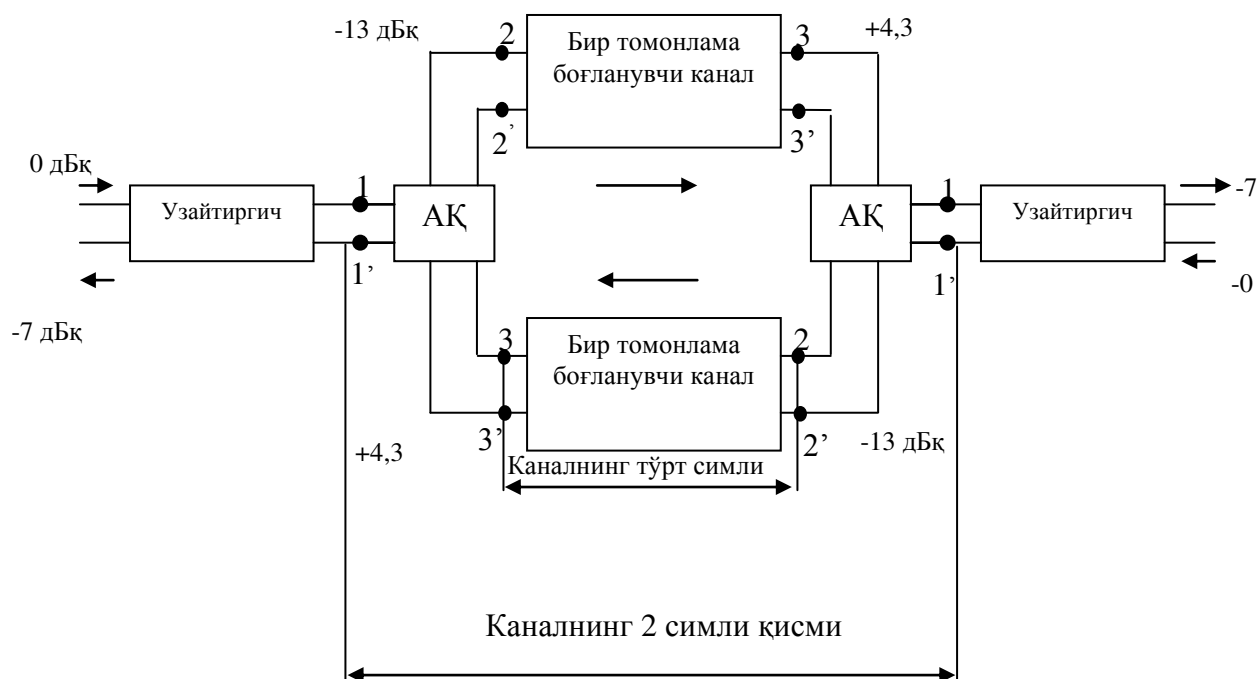 -13 дБқ
2
Бир томонлама
боғланувчи канал
3
+4,3
2’
3’
0 дБқ
Узайтиргич
1
АҚ
АҚ
1
Узайтиргич
-7
1’
1’
-7 дБқ
-0
3
Бир томонлама
боғланувчи канал
2
3’
2’
+4,3
-13 дБқ
Каналнинг тўрт симли
Каналнинг 2 симли қисми